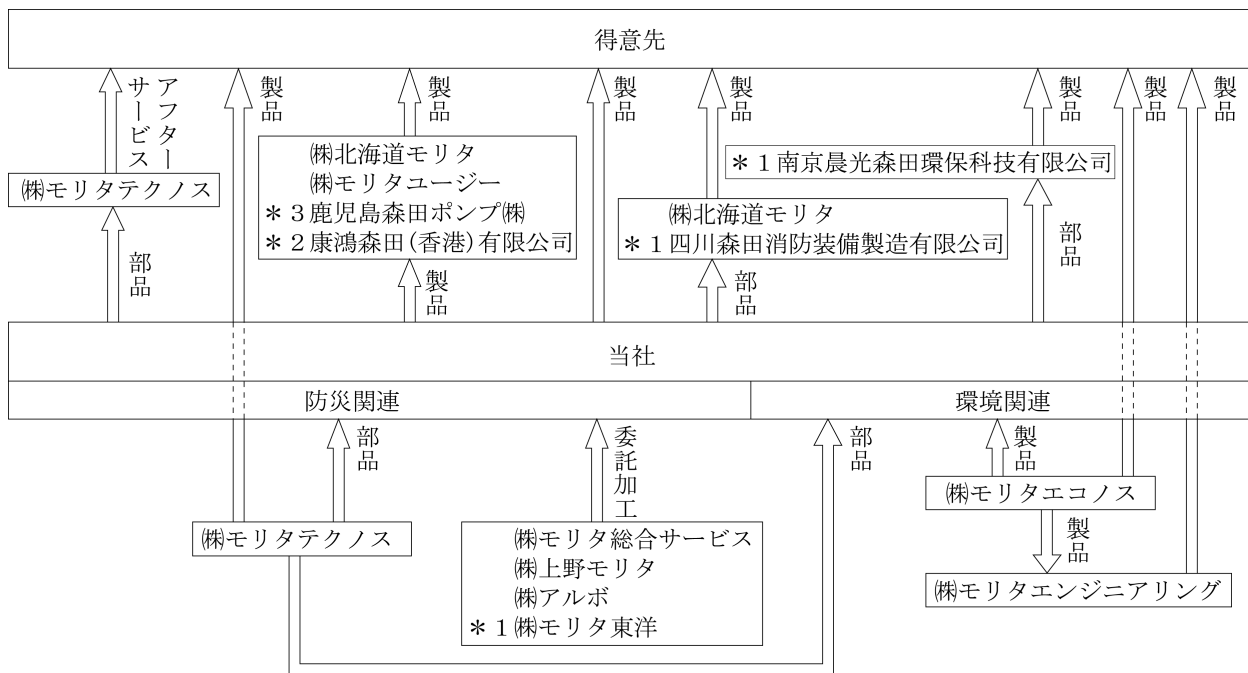 得意先
アフター
サービス
製品
製品
製品
製品
製品
製品
製品
㈱モリタテクノス
㈱北海道モリタ
㈱モリタユージー
＊3鹿児島森田ポンプ㈱
＊2康鴻森田(香港)有限公司
㈱北海道モリタ
＊1四川森田消防装備製造有限公司
＊1南京晨光森田環保科技有限公司
部品
製品
部品
部品
当社
防災関連
環境関連
部品
委託加工
部品
製品
㈱モリタテクノス
㈱モリタ総合サービス
㈱上野モリタ
㈱アルボ
＊1㈱モリタ東洋
㈱モリタエコノス
製品
㈱モリタエンジニアリング